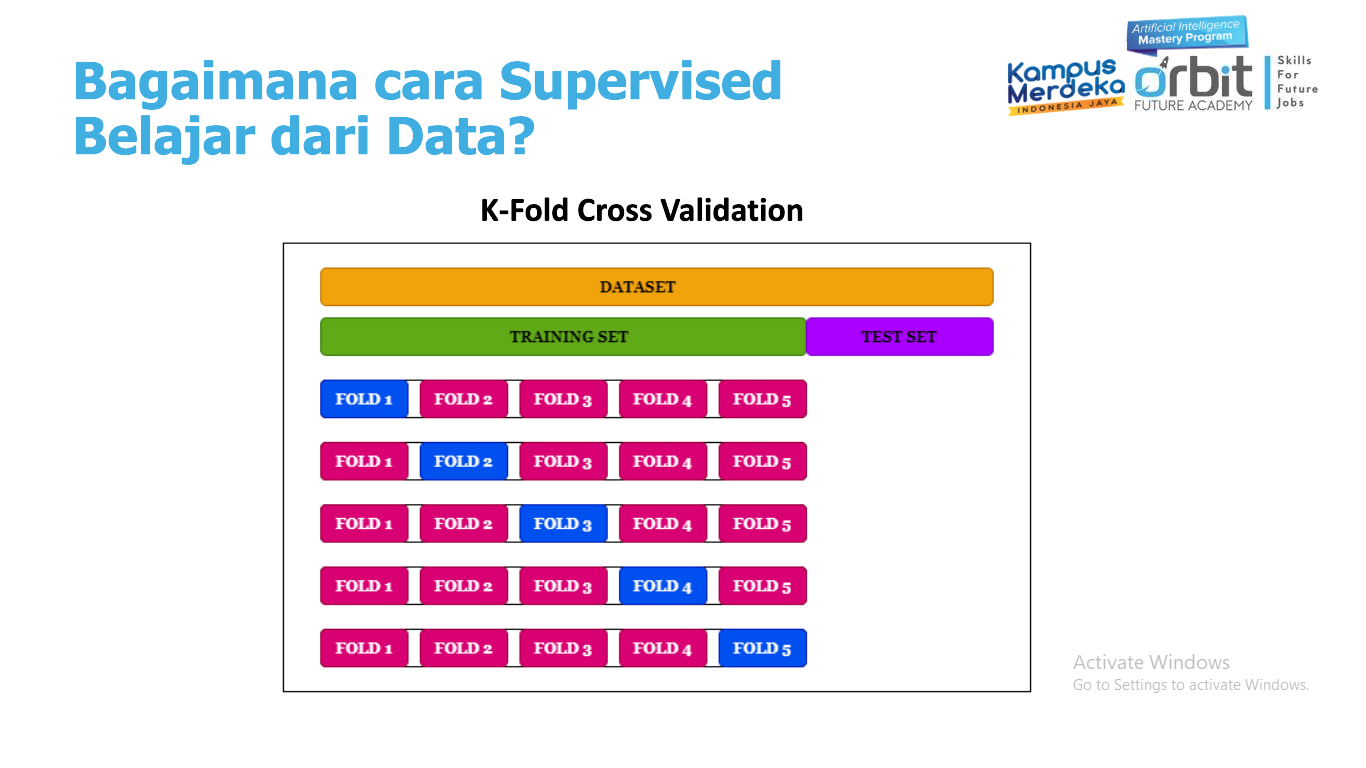 Artificial Intelligence
Mastery Program
Kampus
Merdeka
INDONESIA JAYA
orbit
FUTURE ACADEMY
Skills
For
Future
Jobs
Bagaimana cara Supervised
Belajar dari Data?
K-Fold Cross Validation
DATASET
TRAINING SET TEST SET
FOLD 1 FOLD 2 FOLD 3 FOLD 4 FOLD 5
FOLD 1 FOLD 2 FOLD 3 FOLD 4 FOLD 5
FOLD 1 FOLD 2 FOLD 3 FOLD 4 FOLD 5
FOLD 1 FOLD 2 FOLD 3 FOLD 4 FOLD 5
FOLD 1 FOLD 2 FOLD 3 FOLD 4 FOLD 5
Activate Windows
Go to Settings to activate Windows.